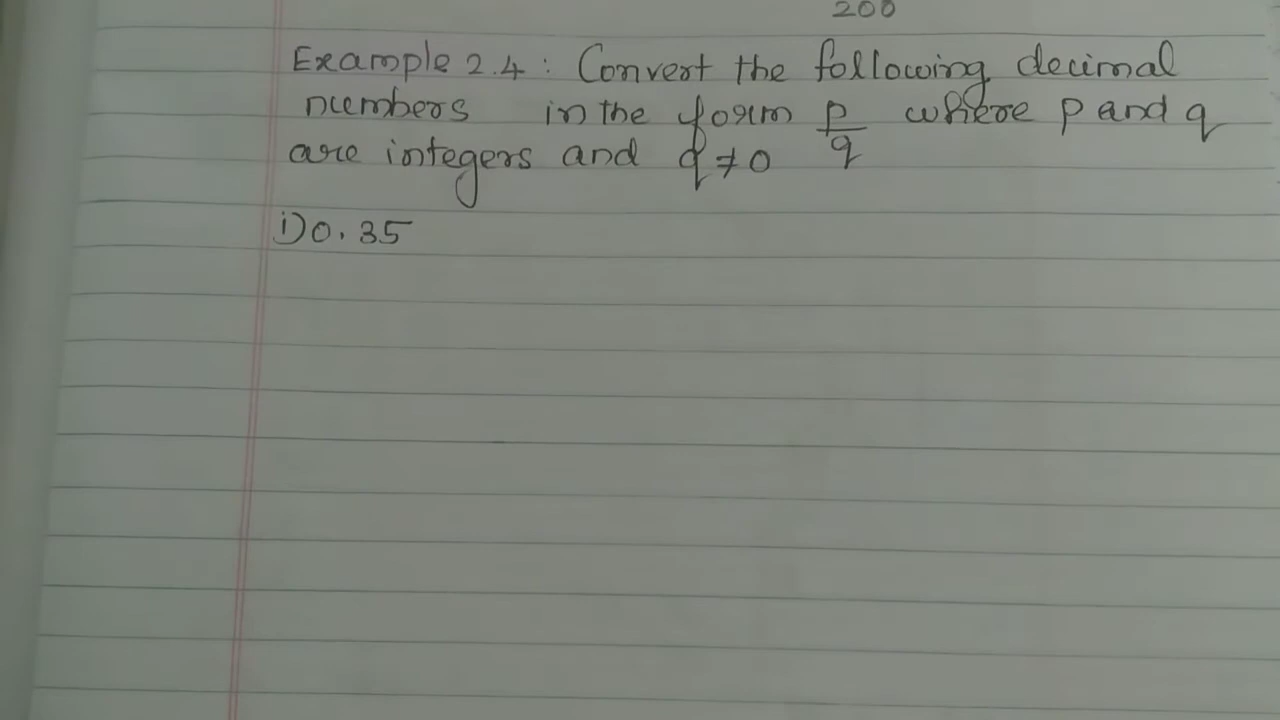 200
Example 2.4 : Convert the following decimal
numbers in the form p/q where p and q
are integers and q ≠ 0
i) 0.35